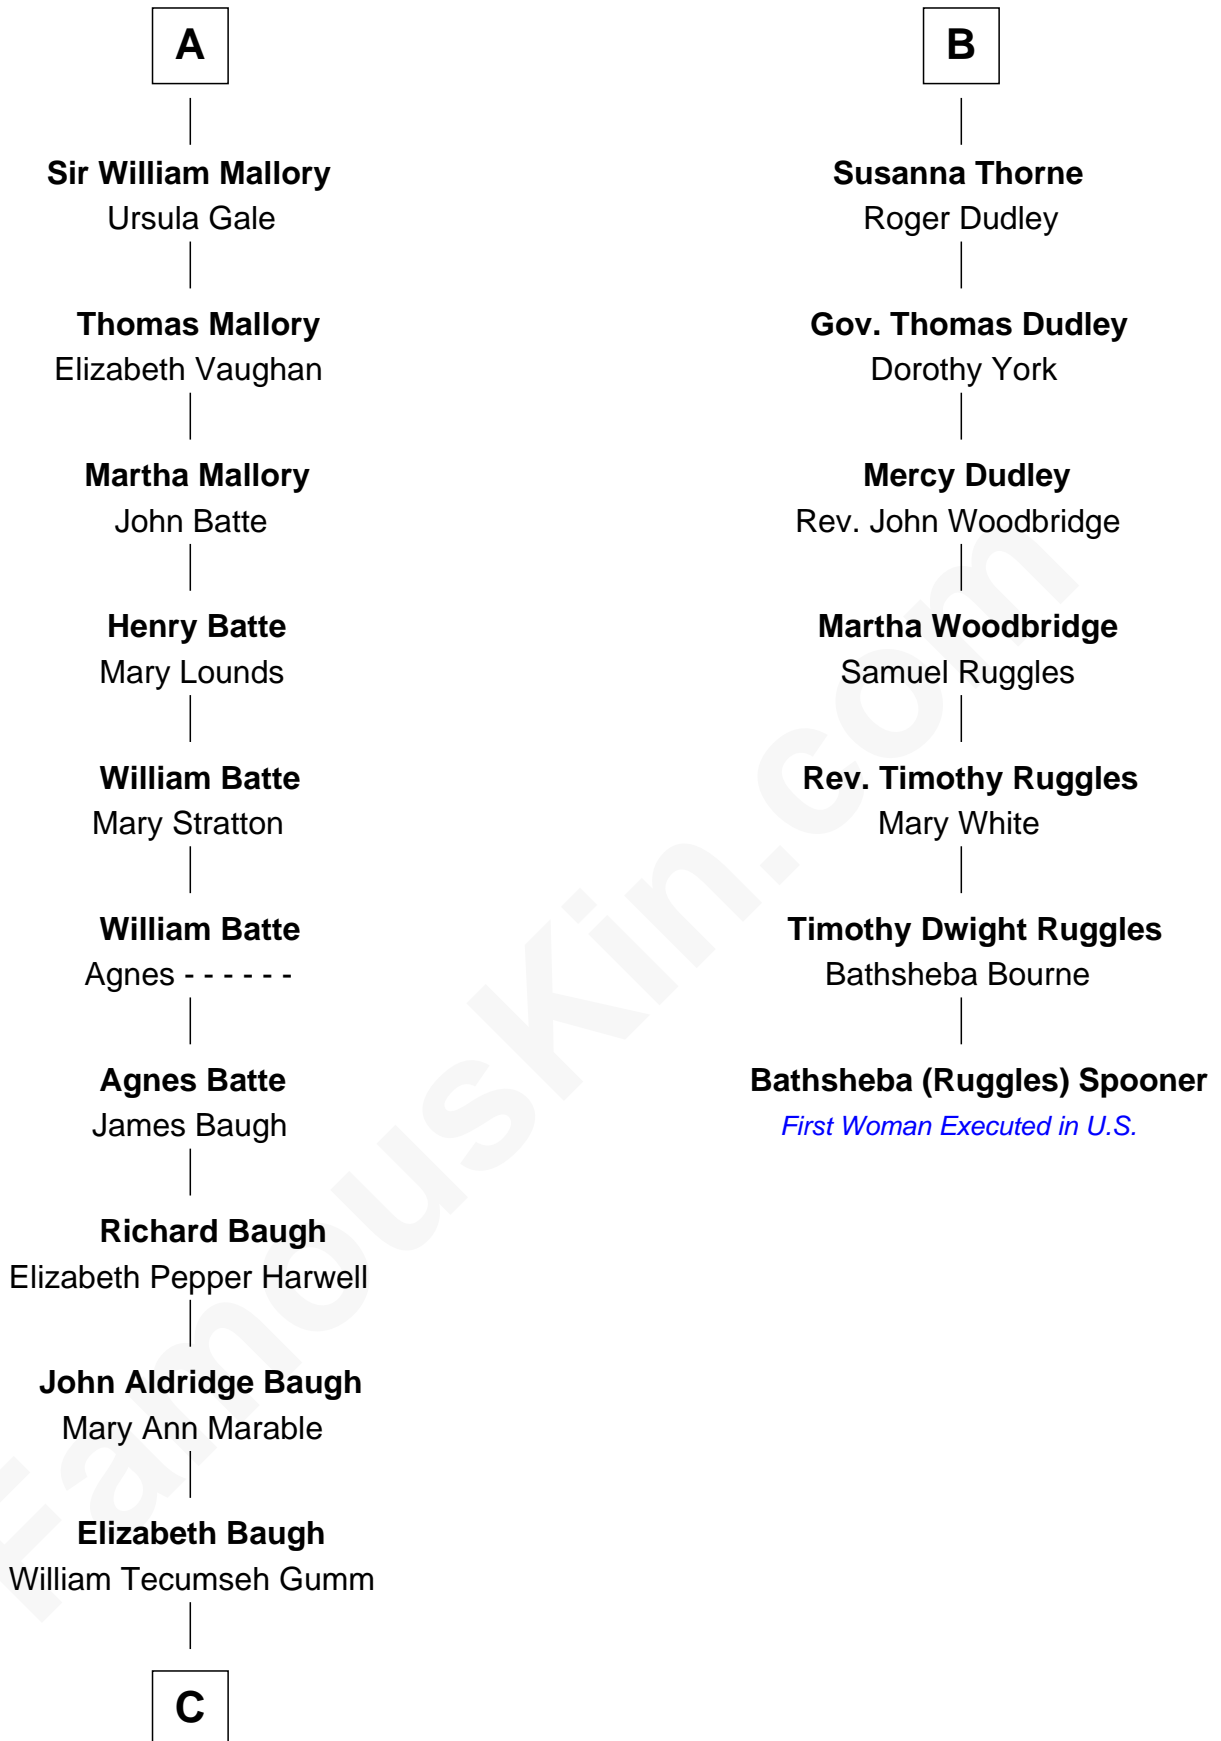 A
Sir William Mallory
Ursula Gale
Thomas Mallory
Elizabeth Vaughan
Martha Mallory
John Batte
Henry Batte
Mary Lounds
William Batte
Mary Stratton
William Batte
Agnes - - - - - -
Agnes Batte
James Baugh
Richard Baugh
Elizabeth Pepper Harwell
John Aldridge Baugh
Mary Ann Marable
Elizabeth Baugh
William Tecumseh Gumm
C
B
Susanna Thorne
Roger Dudley
Gov. Thomas Dudley
Dorothy York
Mercy Dudley
Rev. John Woodbridge
Martha Woodbridge
Samuel Ruggles
Rev. Timothy Ruggles
Mary White
Timothy Dwight Ruggles
Bathsheba Bourne
Bathsheba (Ruggles) Spooner
First Woman Executed in U.S.
FamousKin.com